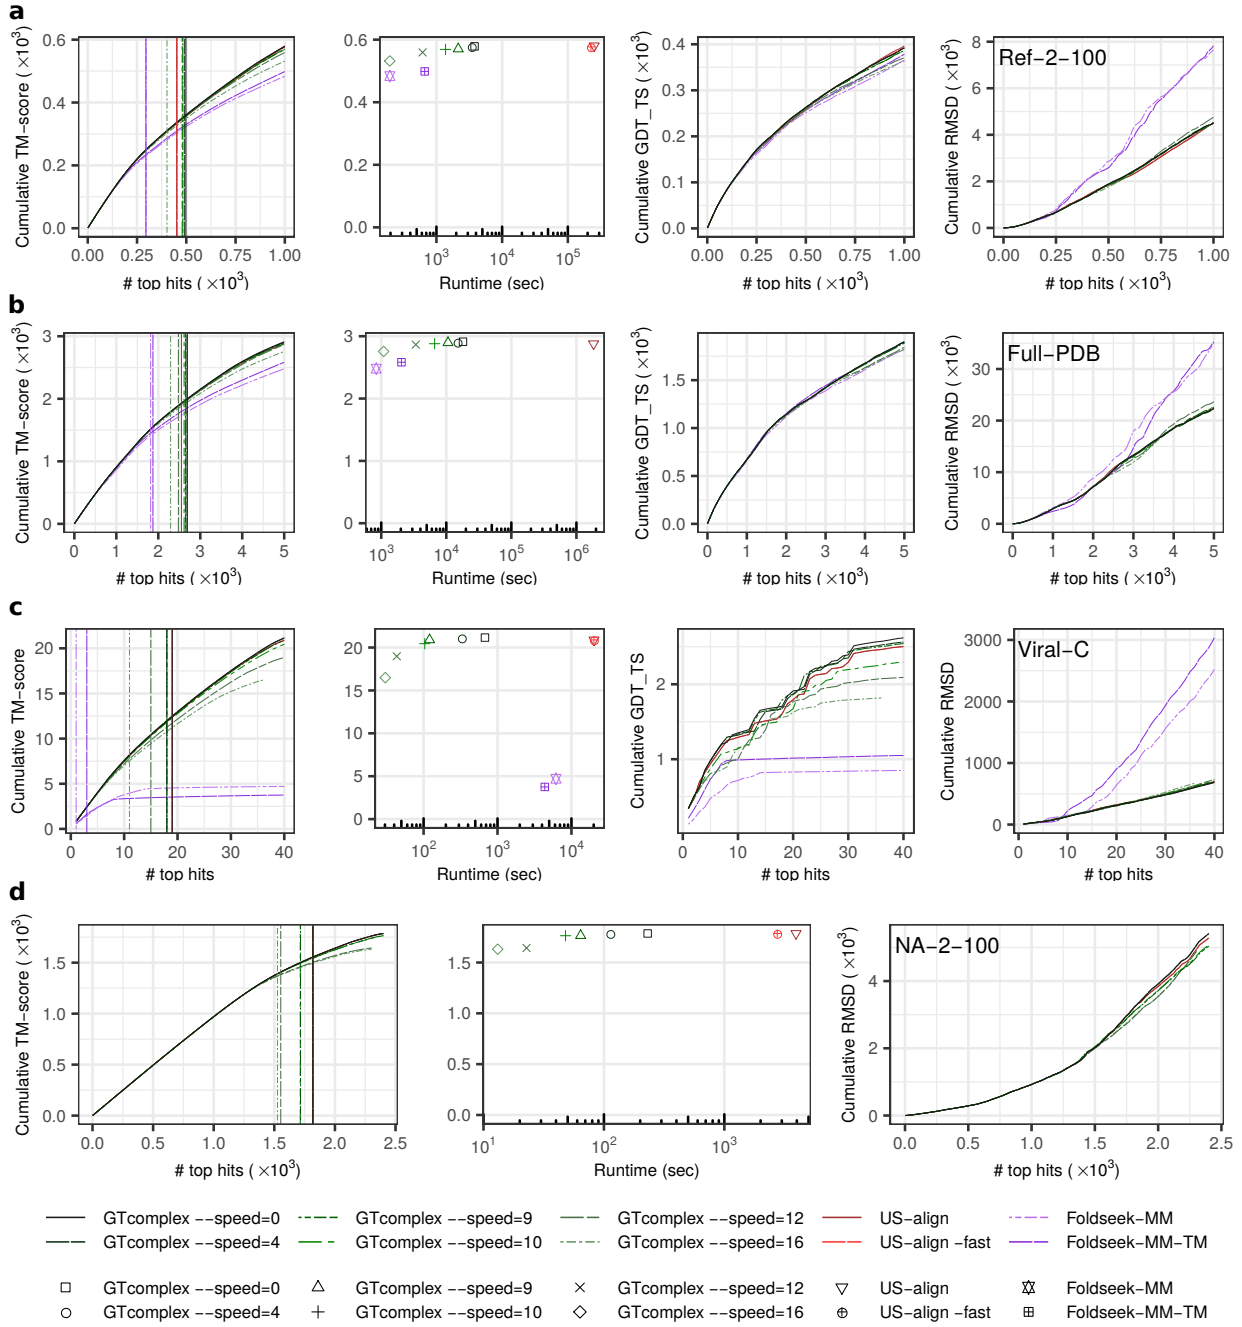 a
Cumulative TM-score (×10³)
0.6
0.4
0.2
0.0
0.00 0.25 0.50 0.75 1.00
# top hits (×10³)
0.6
0.4
0.2
0.0
10³ 10⁴ 10⁵
Runtime (sec)
Cumulative GDT_TS (×10³)
0.4
0.3
0.2
0.1
0.0
0.00 0.25 0.50 0.75 1.00
# top hits (×10³)
Cumulative RMSD (×10³)
Ref-2-100
8
6
4
2
0
0.00 0.25 0.50 0.75 1.00
# top hits (×10³)
b
Cumulative TM-score (×10³)
3
2
1
0
0 1 2 3 4 5
# top hits (×10³)
3
2
1
0
10³ 10⁴ 10⁵ 10⁶
Runtime (sec)
Cumulative GDT_TS (×10³)
1.5
1.0
0.5
0.0
0 1 2 3 4 5
# top hits (×10³)
Cumulative RMSD (×10³)
Full-PDB
30
20
10
0
0 1 2 3 4 5
# top hits (×10³)
c
Cumulative TM-score
20
15
10
5
0
0 10 20 30 40
# top hits
20
15
10
5
0
10² 10³ 10⁴
Runtime (sec)
Cumulative GDT_TS
2
1
10 20 30 40
0
# top hits
Cumulative RMSD
Viral-C
3000
2000
1000
0
0 10 20 30 40
# top hits
d
Cumulative TM-score (×10³)
1.5
1.0
0.5
0.0
0.0 0.5 1.0 1.5 2.0 2.5
# top hits (×10³)
1.5
1.0
0.5
0.0
10¹ 10² 10³
Runtime (sec)
Cumulative RMSD (×10³)
NA-2-100
4
2
0
0.0 0.5 1.0 1.5 2.0 2.5
# top hits (×10³)
GTcomplex --speed=0 GTcomplex --speed=9 GTcomplex --speed=12 US-align Foldseek-MM
GTcomplex --speed=4 GTcomplex --speed=10 GTcomplex --speed=16 US-align -fast Foldseek-MM-TM
GTcomplex --speed=0 GTcomplex --speed=9 GTcomplex --speed=12 US-align Foldseek-MM
GTcomplex --speed=4 GTcomplex --speed=10 GTcomplex --speed=16 US-align -fast Foldseek-MM-TM